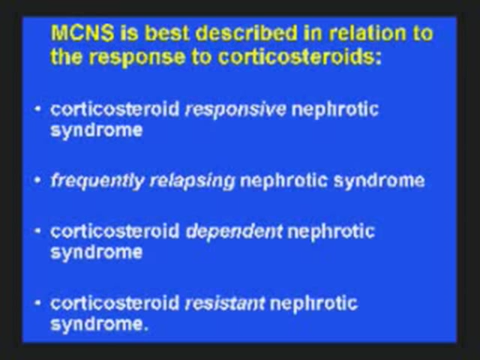 MCNS is best described in relation to
the response to corticosteroids:
• corticosteroid responsive nephrotic
syndrome
• frequently relapsing nephrotic syndrome
• corticosteroid dependent nephrotic
syndrome
• corticosteroid resistant nephrotic
syndrome.